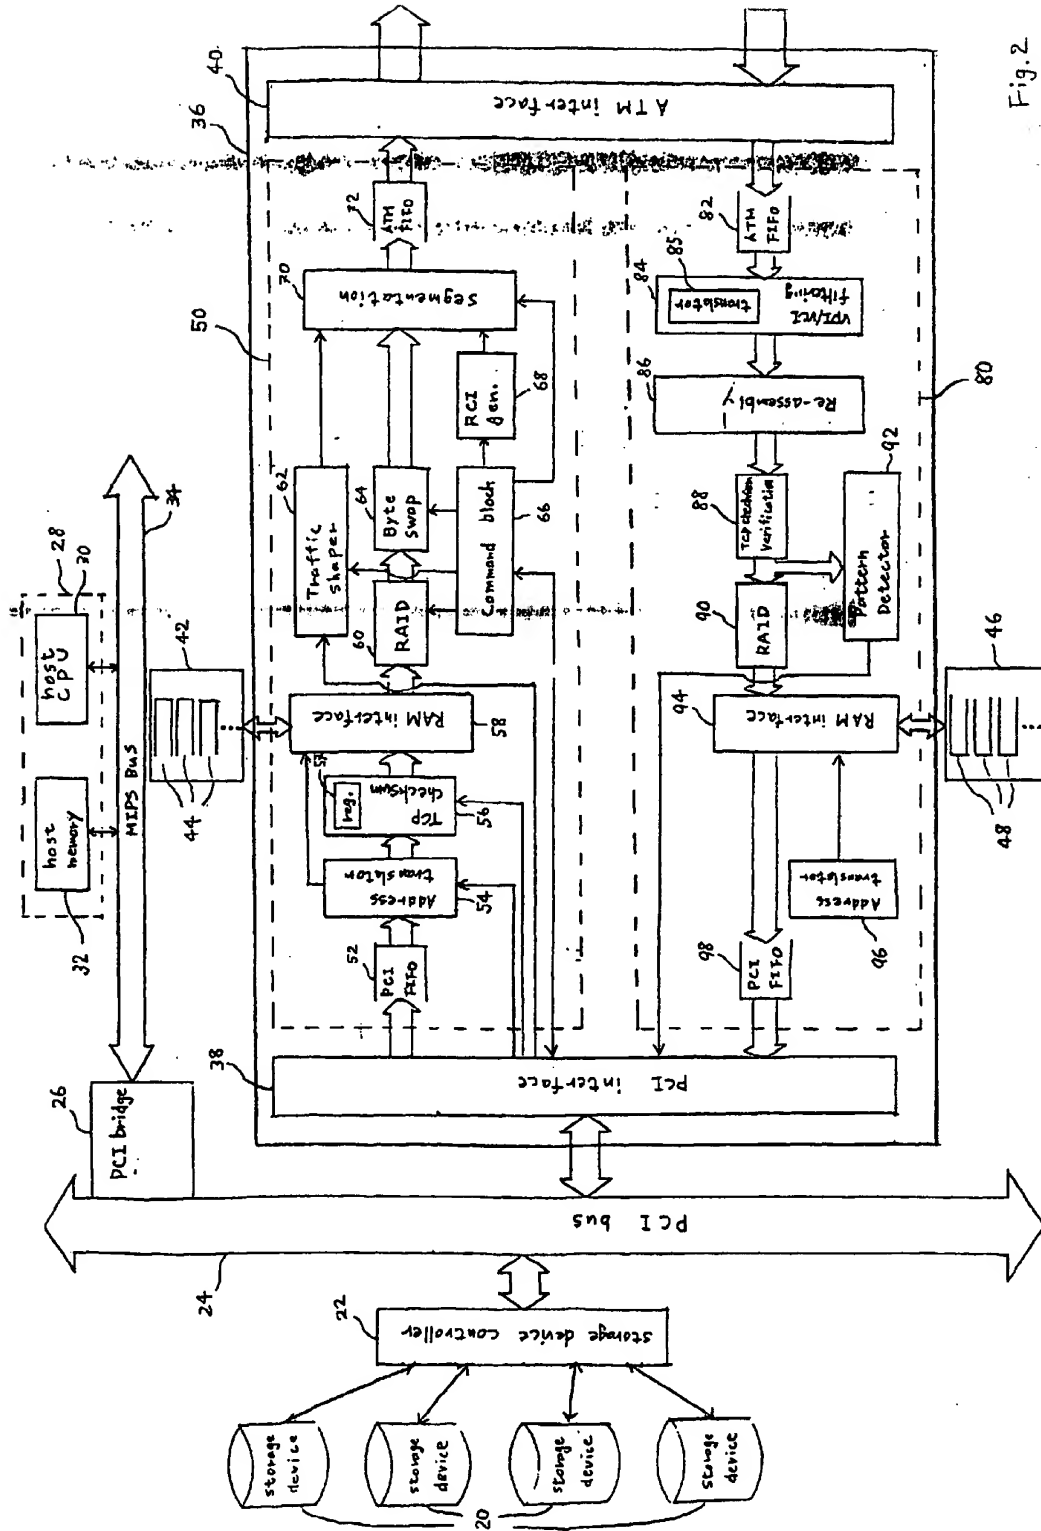 Fig. 2
40
36
ATM interface
50
72
ATM
FIFO
70
Segmentation
82
ATM
FIFO
84
85
translator
VPI/VCI
filtering
86
Re-assembly
80
68
RCI
gen.
62
Traffic
shaper
64
Byte
swap
66
Command block
60
RAID
88
TCP checksum
verification
92
Pattern
Detector
90
RAID
34
28
30
host
CPU
MIPS Bus
host
memory
32
42
44
58
RAM interface
57
reg.
TCP
checksum
56
Address
translator
54
52
PCI
FIFO
94
RAM interface
46
48
Address
translator
96
98
PCI
FIFO
38
PCI interface
26
PCI bridge
24
PCI bus
22
storage device controller
storage
device
storage
device
storage
device
storage
device
20